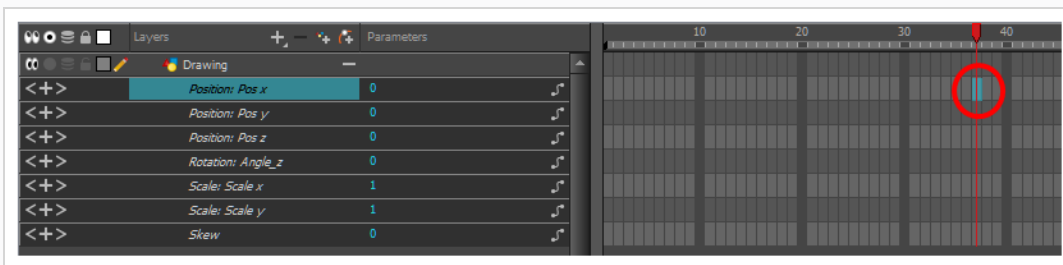 Layers Parameters 10 20 30 40
Drawing
Position: Pos x 0
Position: Pos y 0
Position: Pos z 0
Rotation: Angle_z 0
Scale: Scale x 1
Scale: Scale y 1
Skew 0